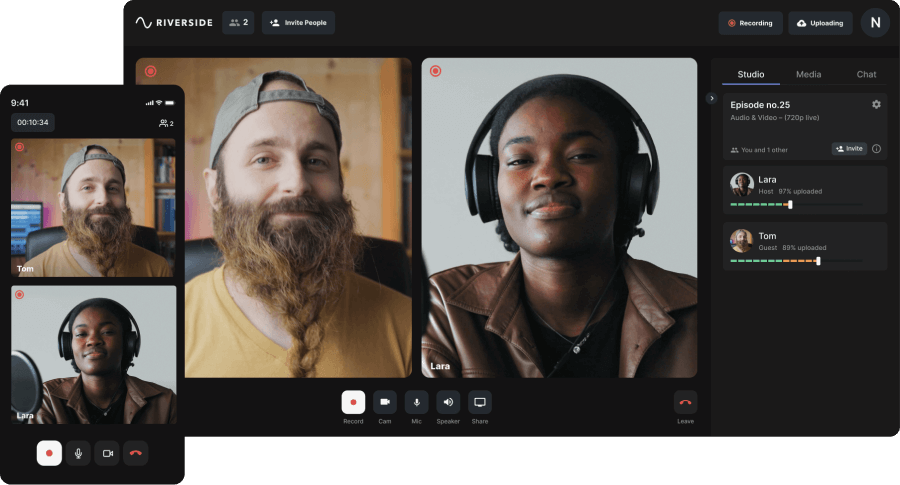 RIVERSIDE
2
Invite People
Recording
Uploading
N
Lara
Record
Cam
Mic
Speaker
Share
Leave
Studio
Media
Chat
Episode no.25
Audio & Video – (720p live)
You and 1 other
Invite
Lara
Host 97% uploaded
Tom
Guest 89% uploaded
9:41
00:10:34
2
Tom
Lara